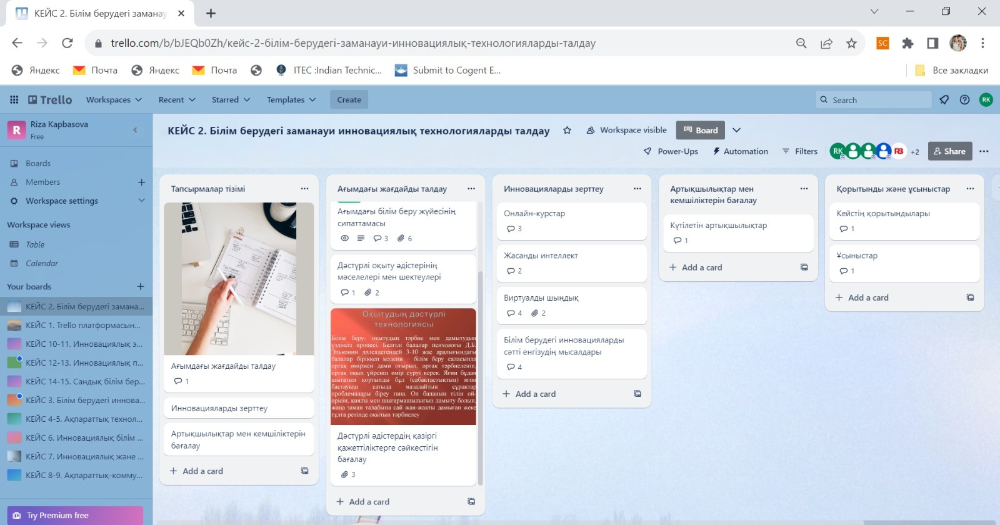 КЕЙС 2. Білім берудегі заманау
trello.com/b/bJEQb0Zh/кейс-2-білім-берудегі-заманауи-инновациялық-технологияларды-талдау
SC
Яндекс
Почта
Яндекс
Почта
ITEC :Indian Technic...
Submit to Cogent E...
Все закладки
Trello
Workspaces
Recent
Starred
Templates
Create
Search
RK
R
Riza Kapbasova
Free
Boards
Members
Workspace settings
Workspace views
Table
Calendar
Your boards
КЕЙС 2. Білім берудегі замана...
КЕЙС 1. Trello платформасын...
КЕЙС 10-11. Инновациялық э...
КЕЙС 12-13. Инновациялық п...
КЕЙС 14-15. Сандық білім бер...
КЕЙС 3. Білім берудегі иннова...
КЕЙС 4-5. Ақпараттық технол...
КЕЙС 6. Инновациялық білім ...
КЕЙС 7. Инновациялық және ...
КЕЙС 8-9. Ақпараттық-комму...
Try Premium free
КЕЙС 2. Білім берудегі заманауи инновациялық технологияларды талдау
Workspace visible
Board
Power-Ups
Automation
Filters
RK
+2
Share
Тапсырмалар тізімі
Ағымдағы жағдайды талдау
1
Инновацияларды зерттеу
Артықшылықтар мен кемшіліктерін
бағалау
Add a card
Ағымдағы жағдайды талдау
Ағымдағы білім беру жүйесінің
сипаттамасы
3
6
Дәстүрлі оқыту әдістерінің
мәселелері мен шектеулері
1
2
Оқытудың дәстүрлі
технологиясы
Білім беру- оқытудың тәрбие мен дамытудың
үздіксіз процесі. Белгілі балалар психологы Д.Б.
Эльконин дәлелдегендей 3-10 жас аралығындағы
балалар біріккен мәдени – білім беру саласында
ортақ өмірмен дами отырып, ортақ тәрбиеленіп,
ортақ оқып үйреніп өмір сүруі керек. Яғни бұдан
шығатын қортынды бұл (сабақтастықтың) яғни
бастауыш сатыда мазалайтын сұрақтар
проблемалары біреу ғана. Ол баланың тілін ой-
өрісін, қиялы мен шығармашылығын дамыту болып,
жаңа заман талабына сай жан-жақты дамыған жеке
тұлға ретінде оқытып тәрбиелеу
Дәстүрлі әдістердің қазіргі
қажеттіліктерге сәйкестігін
бағалау
3
Add a card
Инновацияларды зерттеу
Онлайн-курстар
3
Жасанды интеллект
2
Виртуалды шындық
4
2
Білім берудегі инновацияларды
сәтті енгізудің мысалдары
4
Add a card
Артықшылықтар мен
кемшіліктерін бағалау
Күтілетін артықшылықтар
1
Add a card
Қорытынды және ұсыныстар
Кейстің қорытындылары
1
Ұсыныстар
1
Add a card